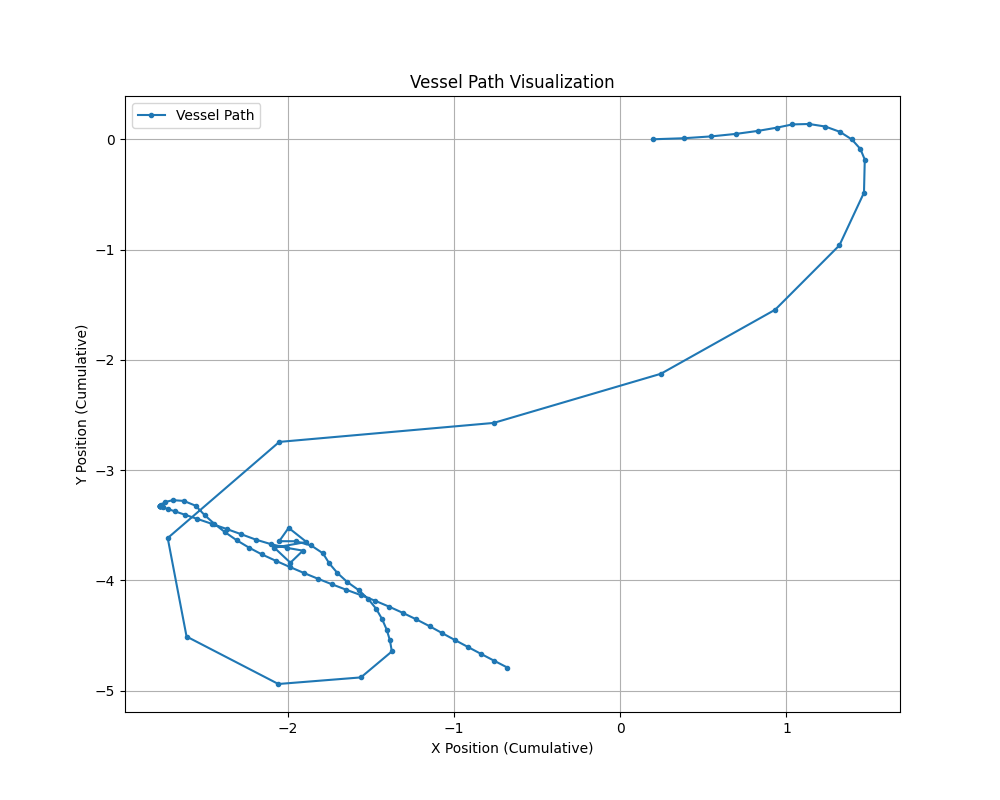 Vessel Path Visualization
Vessel Path
0
−1
−2
−3
−4
−5
Y Position (Cumulative)
−2
−1
0
1
X Position (Cumulative)